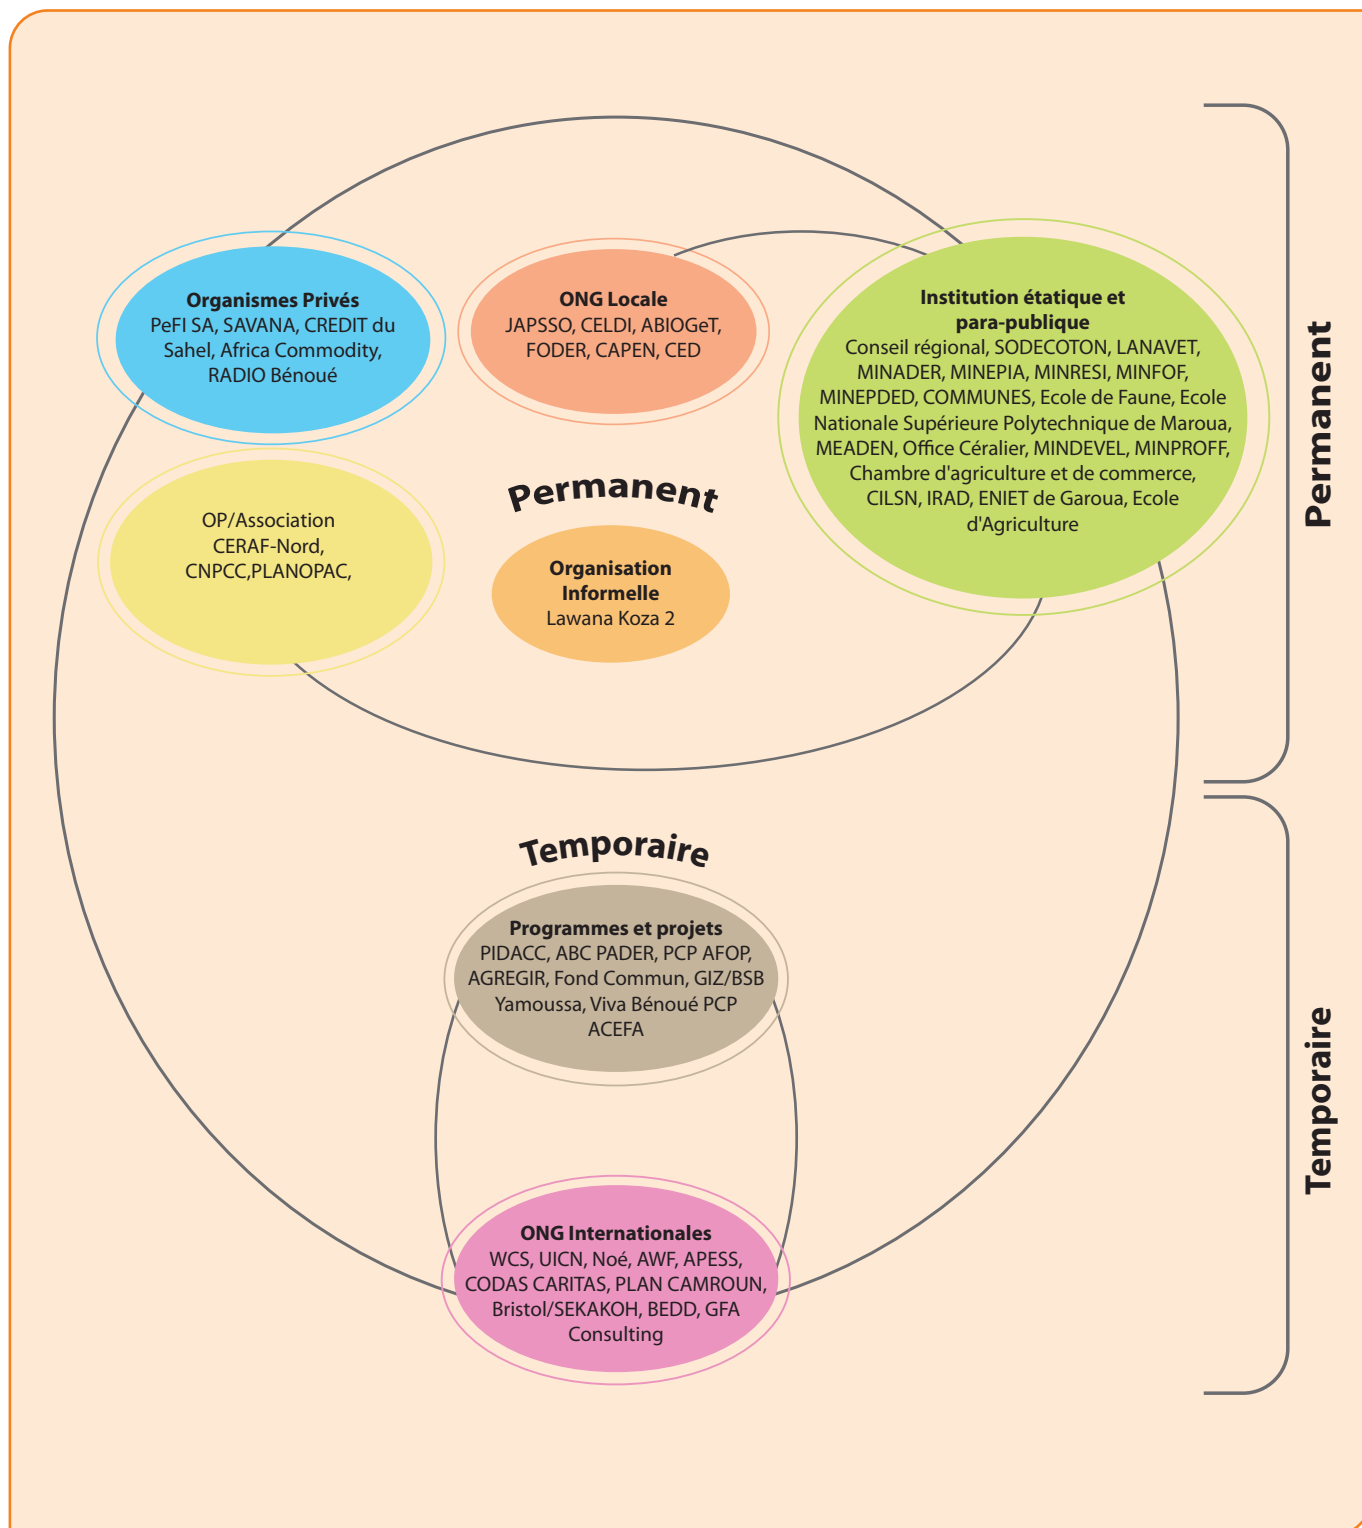 Organismes Privés
PeFI SA, SAVANA, CREDIT du
Sahel, Africa Commodity,
RADIO Bénoué
ONG Locale
JAPSSO, CELDI, ABIOGeT,
FODER, CAPEN, CED
Institution étatique et
para-publique
Conseil régional, SODECOTON, LANAVET,
MINADER, MINEPIA, MINRESI, MINFOF,
MINEPDED, COMMUNES, Ecole de Faune, Ecole
Nationale Supérieure Polytechnique de Maroua,
MEADEN, Office Céralier, MINDEVEL, MINPROFF,
Chambre d'agriculture et de commerce,
CILSN, IRAD, ENIET de Garoua, Ecole
d'Agriculture
Permanent
OP/Association
CERAF-Nord,
CNPCC,PLANOPAC,
Permanent
Organisation
Informelle
Lawana Koza 2
Temporaire
Programmes et projets
PIDACC, ABC PADER, PCP AFOP,
AGREGIR, Fond Commun, GIZ/BSB
Yamoussa, Viva Bénoué PCP
ACEFA
Temporaire
ONG Internationales
WCS, UICN, Noé, AWF, APESS,
CODAS CARITAS, PLAN CAMROUN,
Bristol/SEKAKOH, BEDD, GFA
Consulting